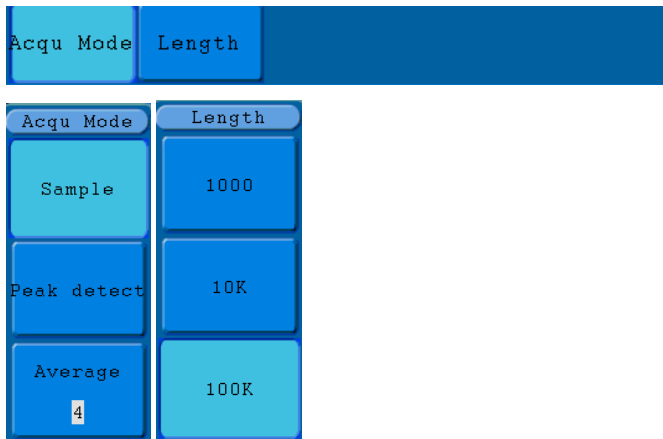 Acqu Mode Length
Acqu Mode
Sample
Peak detect
Average
4
Length
1000
10K
100K